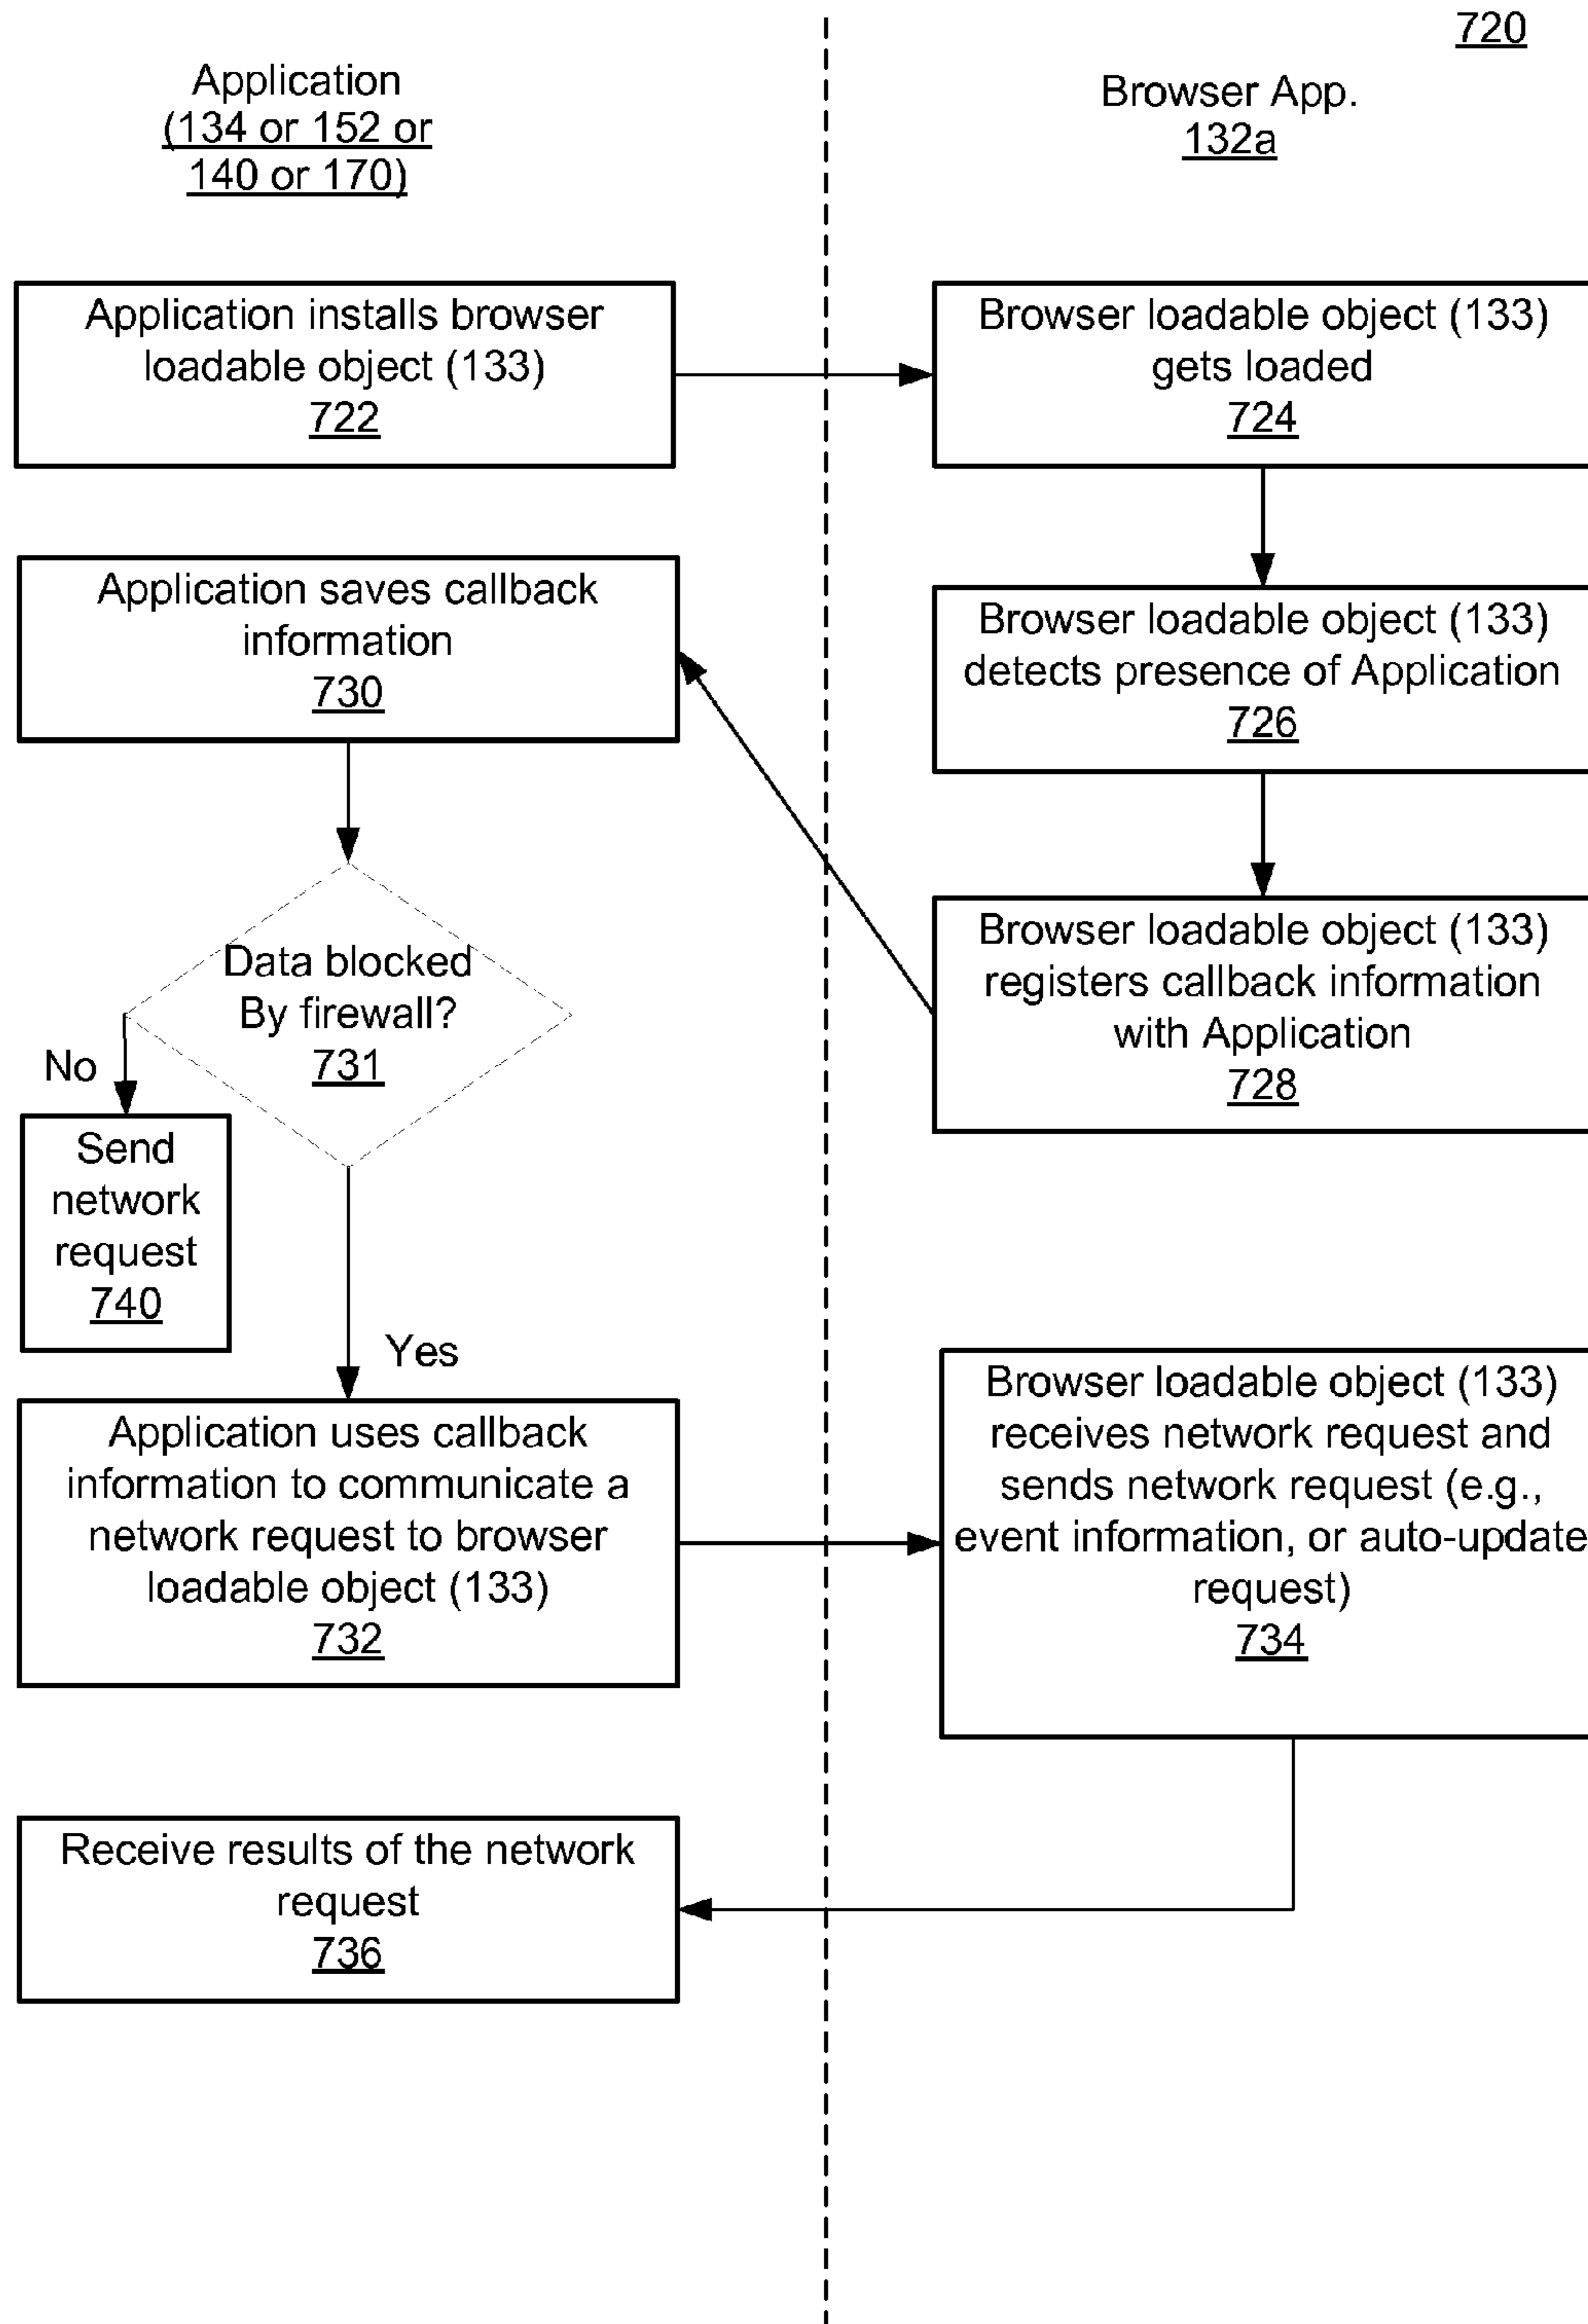 720
Application
(134 or 152 or
140 or 170)
Browser App.
132a
Application installs browser
loadable object (133)
722
Browser loadable object (133)
gets loaded
724
Application saves callback
information
730
Browser loadable object (133)
detects presence of Application
726
Browser loadable object (133)
registers callback information
with Application
728
Data blocked
By firewall?
731
No
Send
network
request
740
Yes
Application uses callback
information to communicate a
network request to browser
loadable object (133)
732
Browser loadable object (133)
receives network request and
sends network request (e.g.,
event information, or auto-update
request)
734
Receive results of the network
request
736